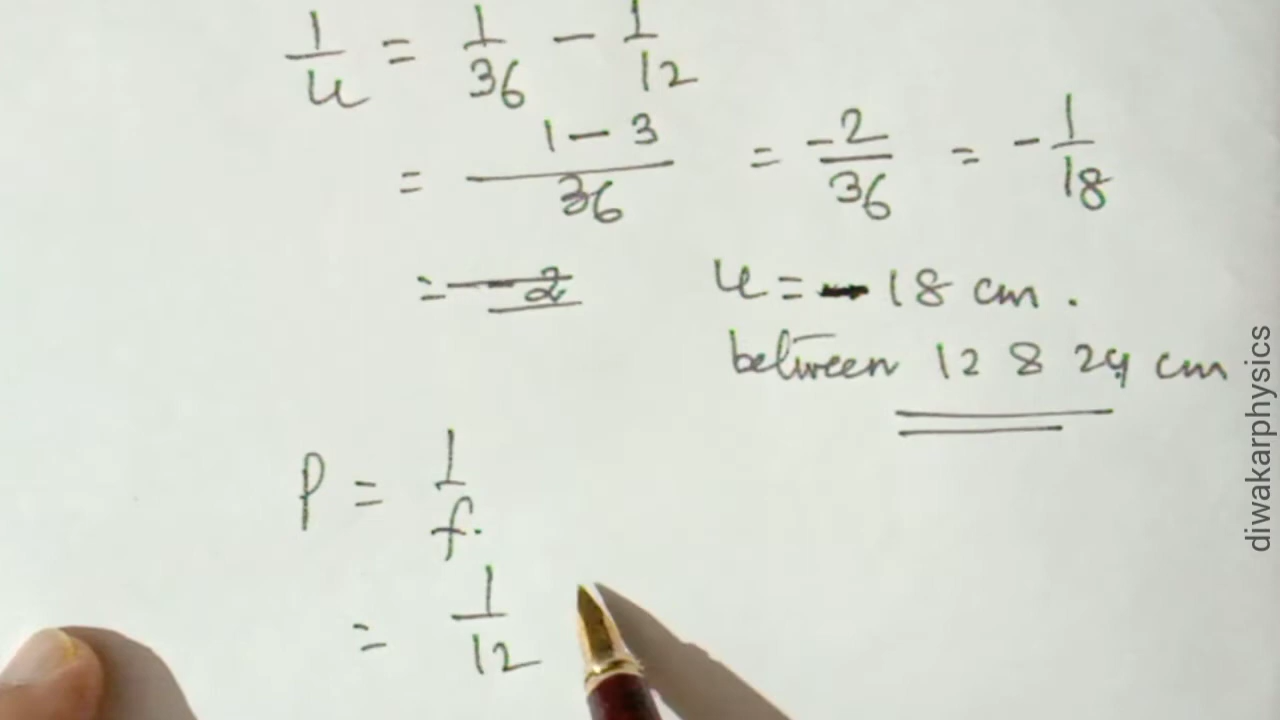 1/u = 1/36 - 1/12
= 1 - 3/36 = -2/36 = -1/18
= - 2
u = - 18 cm.
between 12 & 24 cm
P = 1/f.
= 1/12
diwakarphysics